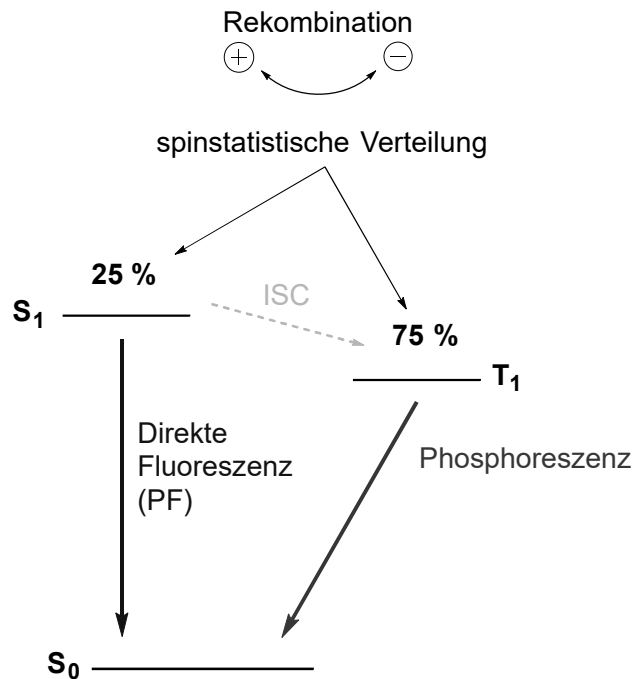 Rekombination
+ −
spinstatistische Verteilung
25 %
ISC
S1
75 %
T1
Direkte
Fluoreszenz
(PF)
Phosphoreszenz
S0